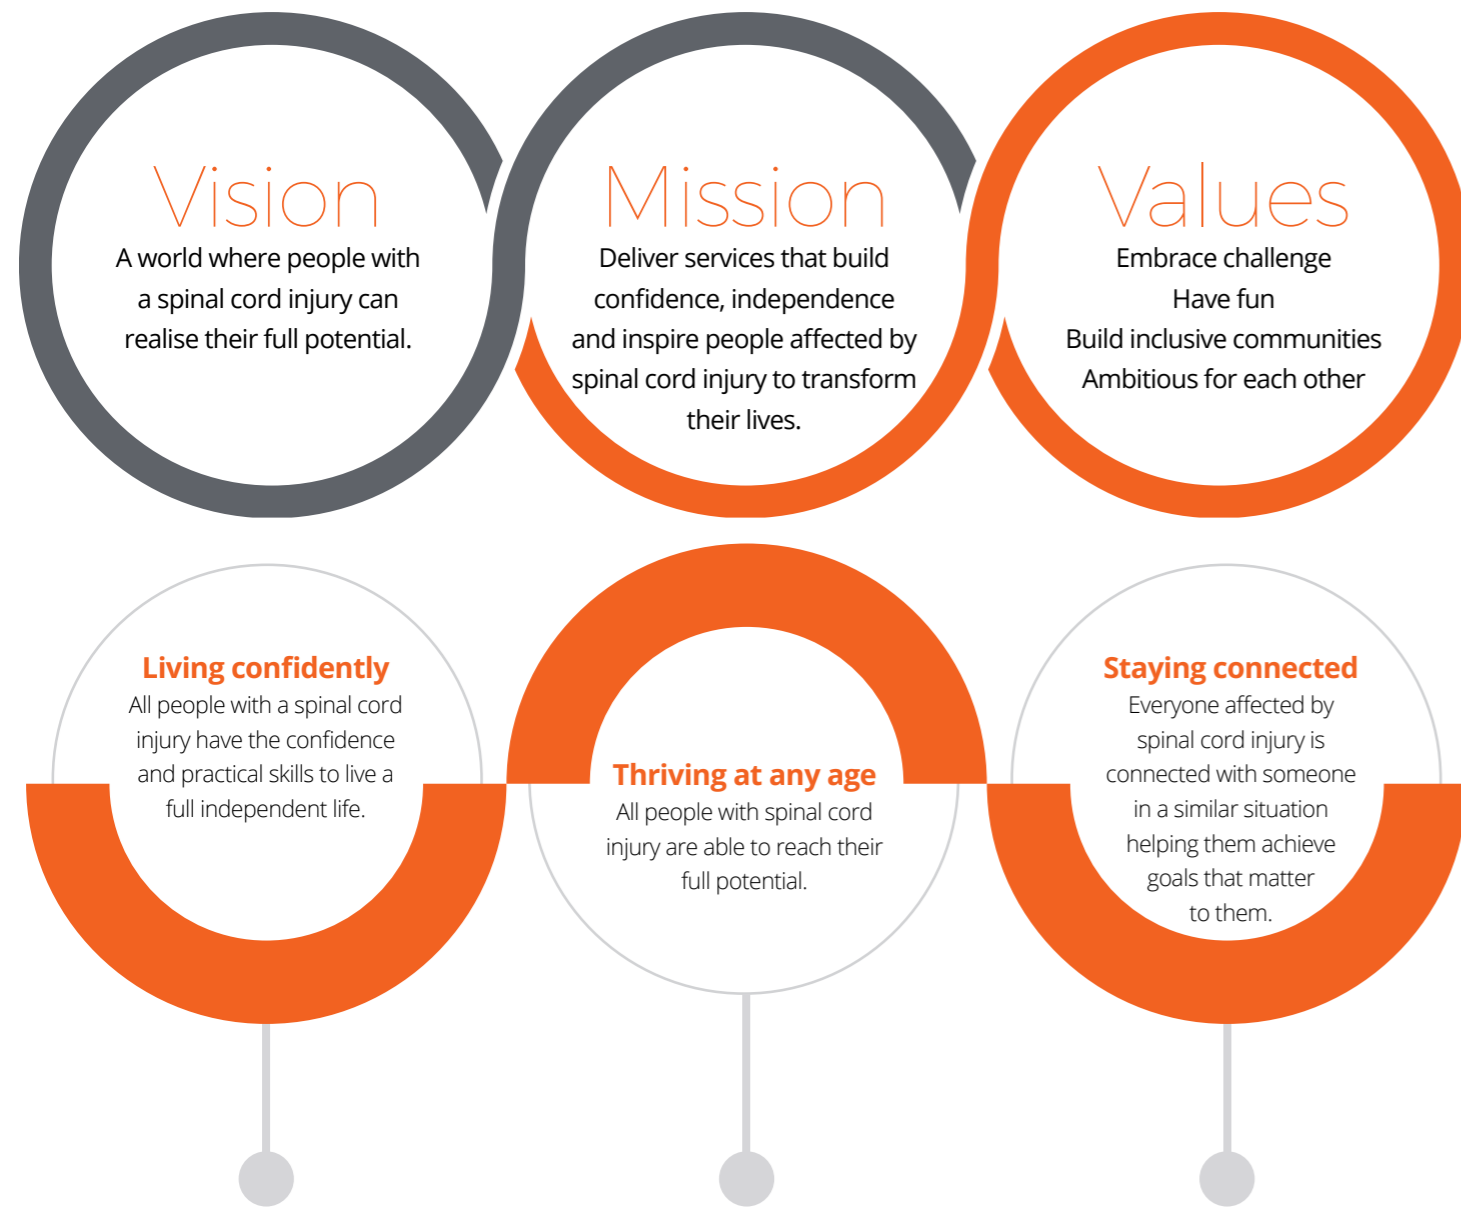 Vision
A world where people with
a spinal cord injury can
realise their full potential.
Mission
Deliver services that build
confidence, independence
and inspire people affected by
spinal cord injury to transform
their lives.
Values
Embrace challenge
Have fun
Build inclusive communities
Ambitious for each other
Living confidently
All people with a spinal cord
injury have the confidence
and practical skills to live a
full independent life.
Thriving at any age
All people with spinal cord
injury are able to reach their
full potential.
Staying connected
Everyone affected by
spinal cord injury is
connected with someone
in a similar situation
helping them achieve
goals that matter
to them.